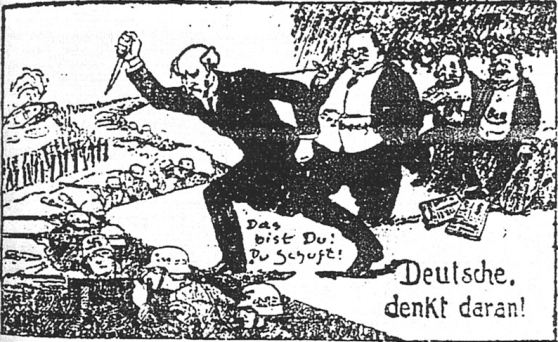 Das
bist Du!
Du Schuft!
Deutsche,
denkt daran!